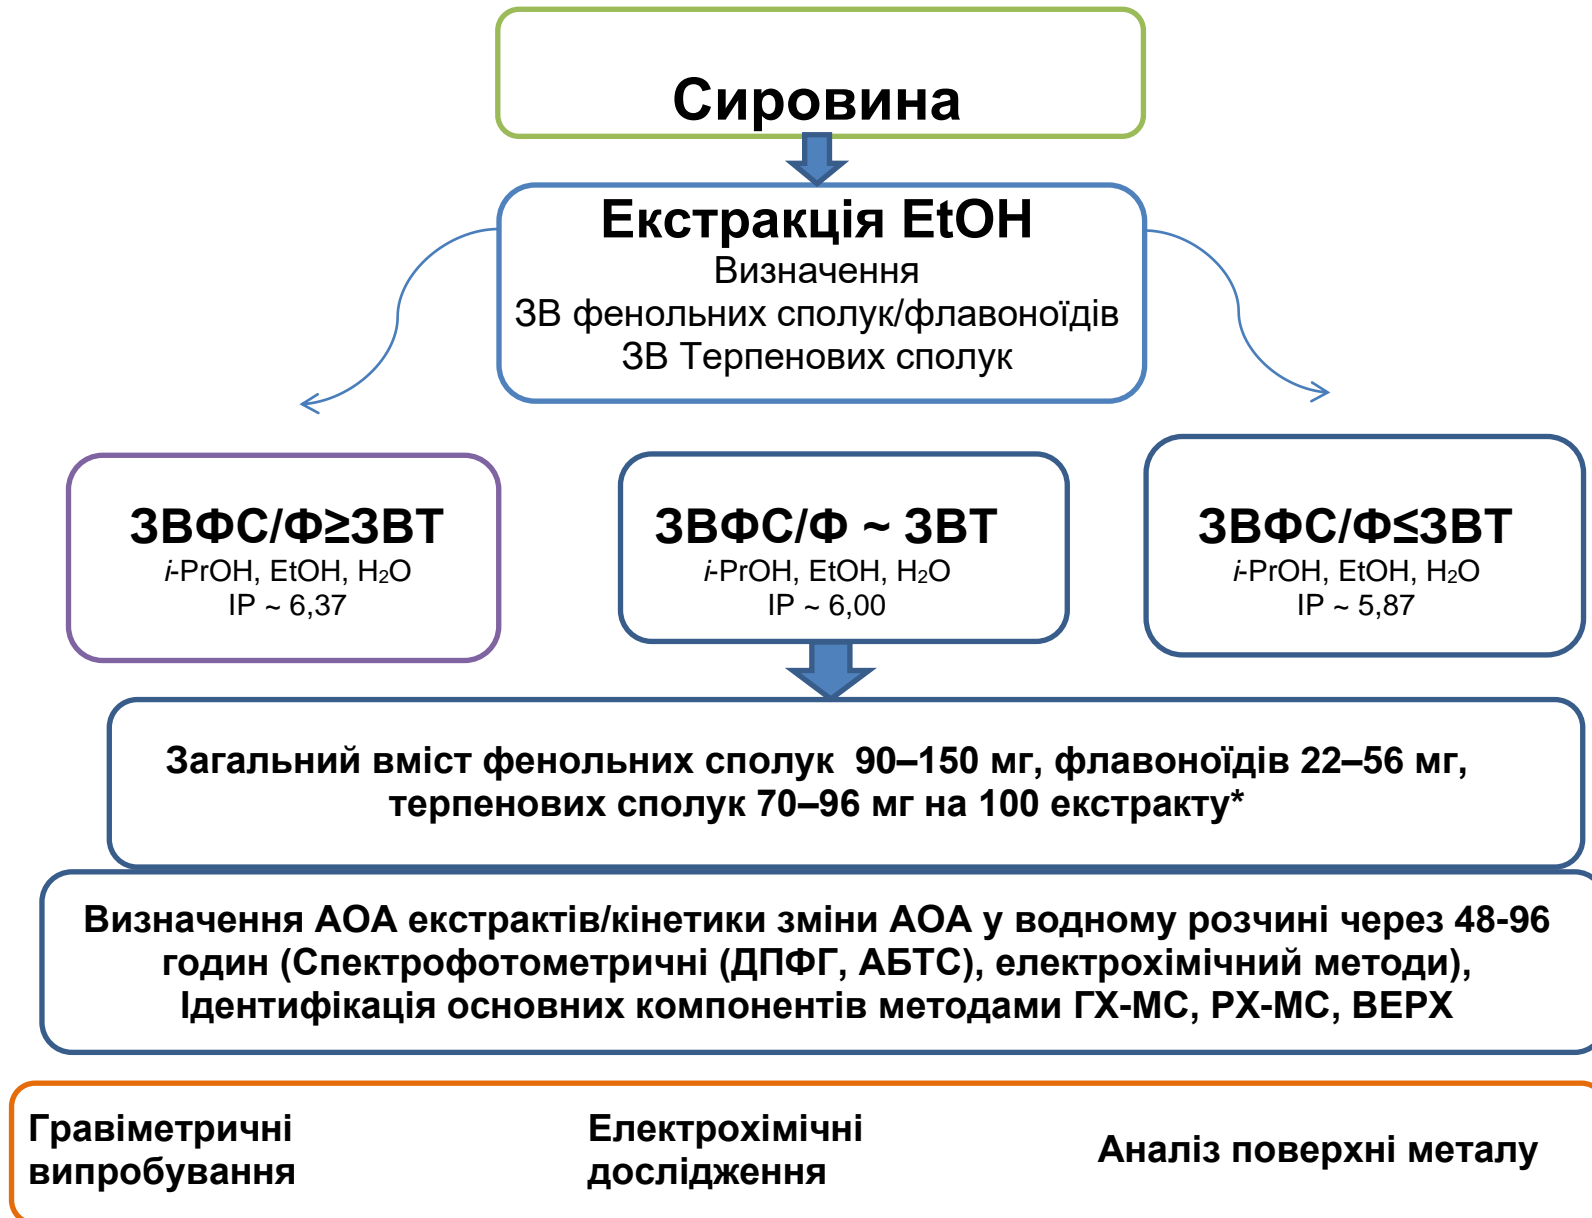 Сировина
Екстракція EtOH
Визначення
ЗВ фенольних сполук/флавоноїдів
ЗВ Терпенових сполук
ЗВФС/Ф≥ЗВТ
i-PrOH, EtOH, H₂O
IP ~ 6,37
ЗВФС/Ф ~ ЗВТ
i-PrOH, EtOH, H₂O
IP ~ 6,00
ЗВФС/Ф≤ЗВТ
i-PrOH, EtOH, H₂O
IP ~ 5,87
Загальний вміст фенольних сполук 90–150 мг, флавоноїдів 22–56 мг,
терпенових сполук 70–96 мг на 100 екстракту*
Визначення АОА екстрактів/кінетики зміни АОА у водному розчині через 48-96
годин (Спектрофотометричні (ДПФГ, АБТС), електрохімічний методи),
Ідентифікація основних компонентів методами ГХ-МС, РХ-МС, ВЕРХ
Гравіметричні
випробування
Електрохімічні
дослідження
Аналіз поверхні металу